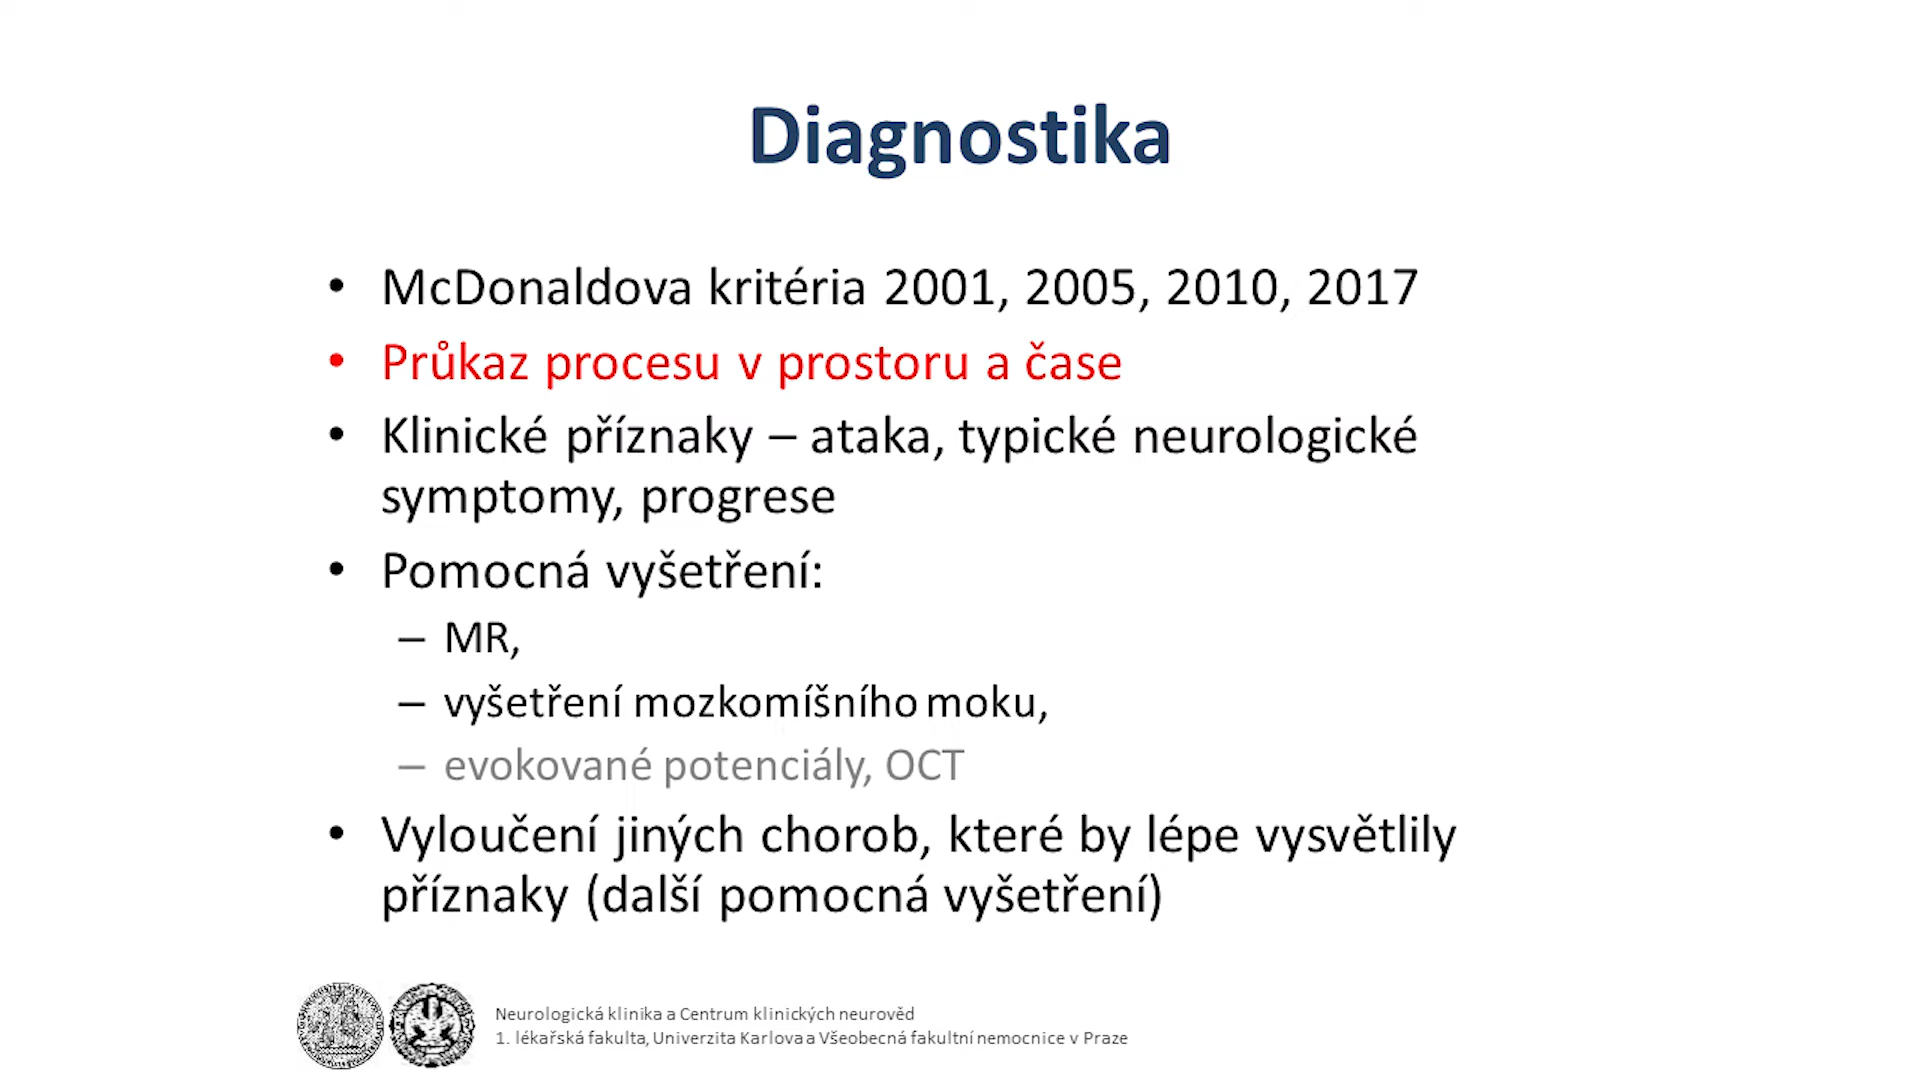 Diagnostika
• McDonaldova kritéria 2001, 2005, 2010, 2017
• Průkaz procesu v prostoru a čase
• Klinické příznaky – ataka, typické neurologické
symptomy, progrese
• Pomocná vyšetření:
– MR,
– vyšetření mozkomíšního moku,
– evokované potenciály, OCT
• Vyloučení jiných chorob, které by lépe vysvětlily
příznaky (další pomocná vyšetření)
Neurologická klinika a Centrum klinických neurověd
1. lékařská fakulta, Univerzita Karlova a Všeobecná fakultní nemocnice v Praze